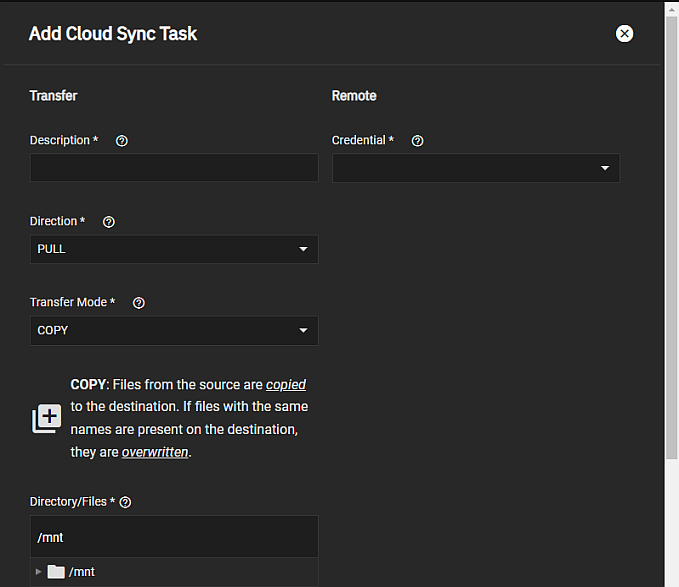 Add Cloud Sync Task
Transfer
Remote
Description *
Credential *
Direction *
PULL
Transfer Mode *
COPY
COPY: Files from the source are copied
to the destination. If files with the same
names are present on the destination,
they are overwritten.
Directory/Files *
/mnt
/mnt